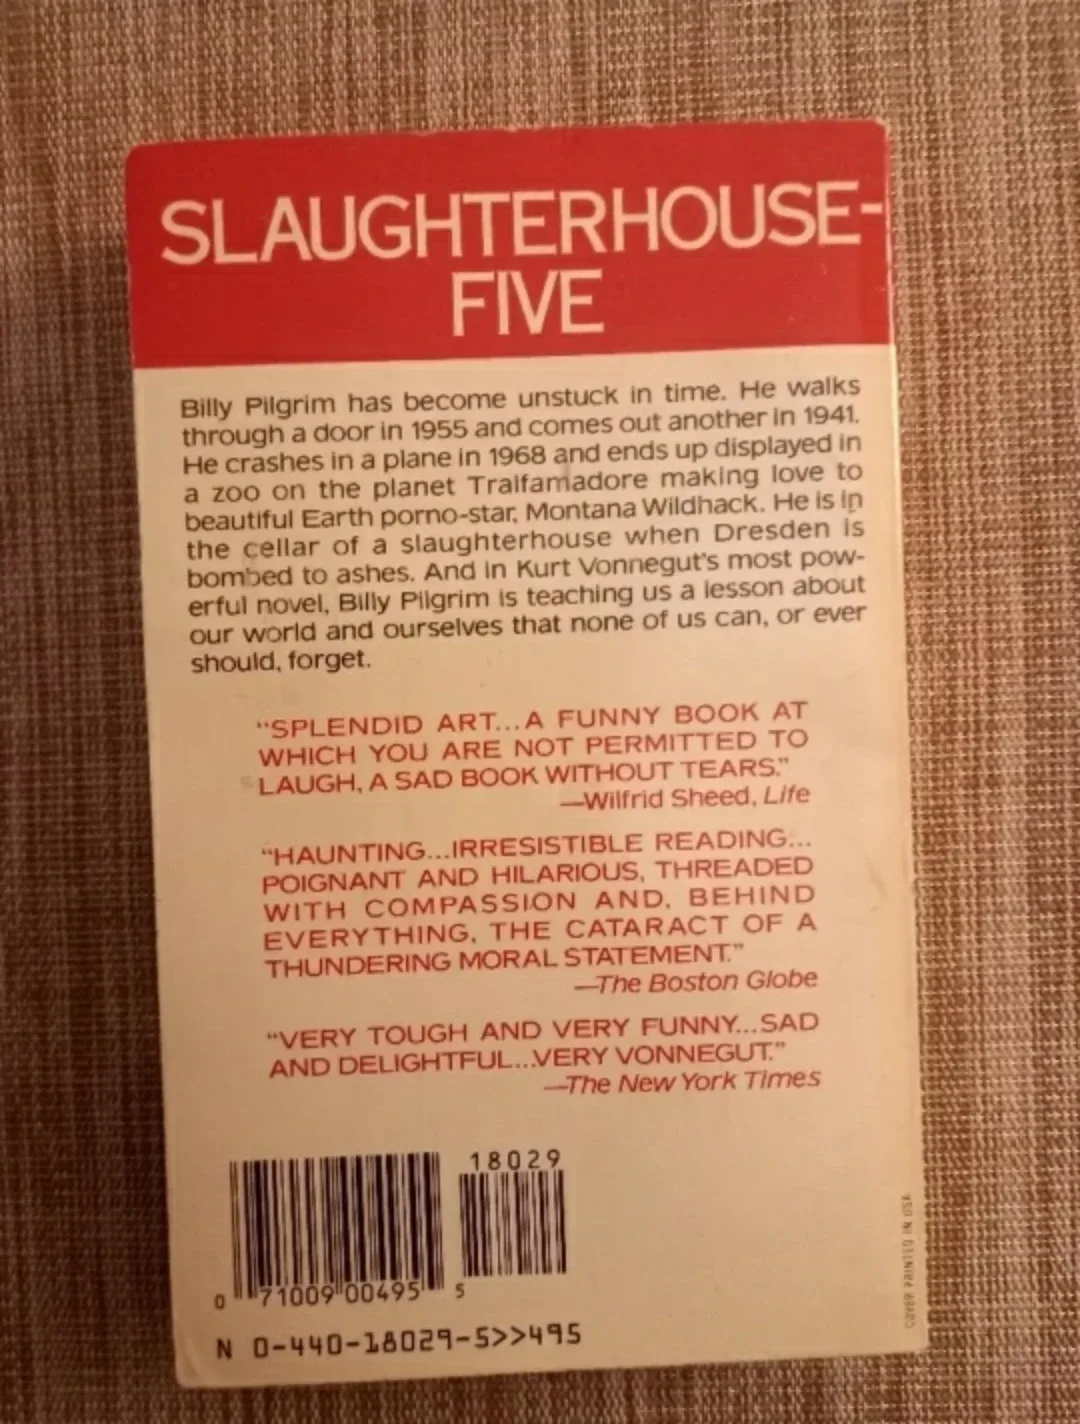 SLAUGHTERHOUSE-
FIVE
Billy Pilgrim has become unstuck in time. He walks
through a door in 1955 and comes out another in 1941.
He crashes in a plane in 1968 and ends up displayed in
a zoo on the planet Tralfamadore making love to
beautiful Earth porno-star, Montana Wildhack. He is in
the cellar of a slaughterhouse when Dresden is
bombed to ashes. And in Kurt Vonnegut's most pow-
erful novel, Billy Pilgrim is teaching us a lesson about
our world and ourselves that none of us can, or ever
should, forget.
“SPLENDID ART...A FUNNY BOOK AT
WHICH YOU ARE NOT PERMITTED TO
LAUGH, A SAD BOOK WITHOUT TEARS.”
—Wilfrid Sheed, Life
“HAUNTING...IRRESISTIBLE READING...
POIGNANT AND HILARIOUS, THREADED
WITH COMPASSION AND, BEHIND
EVERYTHING, THE CATARACT OF A
THUNDERING MORAL STATEMENT.”
—The Boston Globe
“VERY TOUGH AND VERY FUNNY...SAD
AND DELIGHTFUL...VERY VONNEGUT.”
—The New York Times
18029
0 71009 00495 5
N 0-440-18029-5>>495
COVER PRINTED IN USA